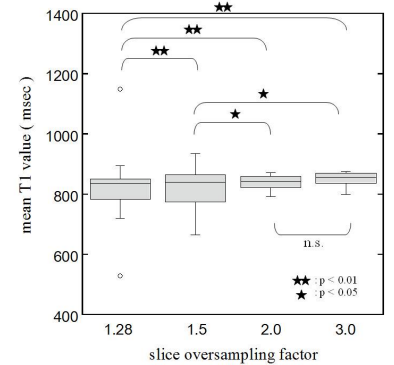 1400
1200
1000
800
600
400
mean T1 value ( msec )
★★
★★
★★
★
★
n.s.
★★ : p < 0.01
★ : p < 0.05
1.28 1.5 2.0 3.0
slice oversampling factor